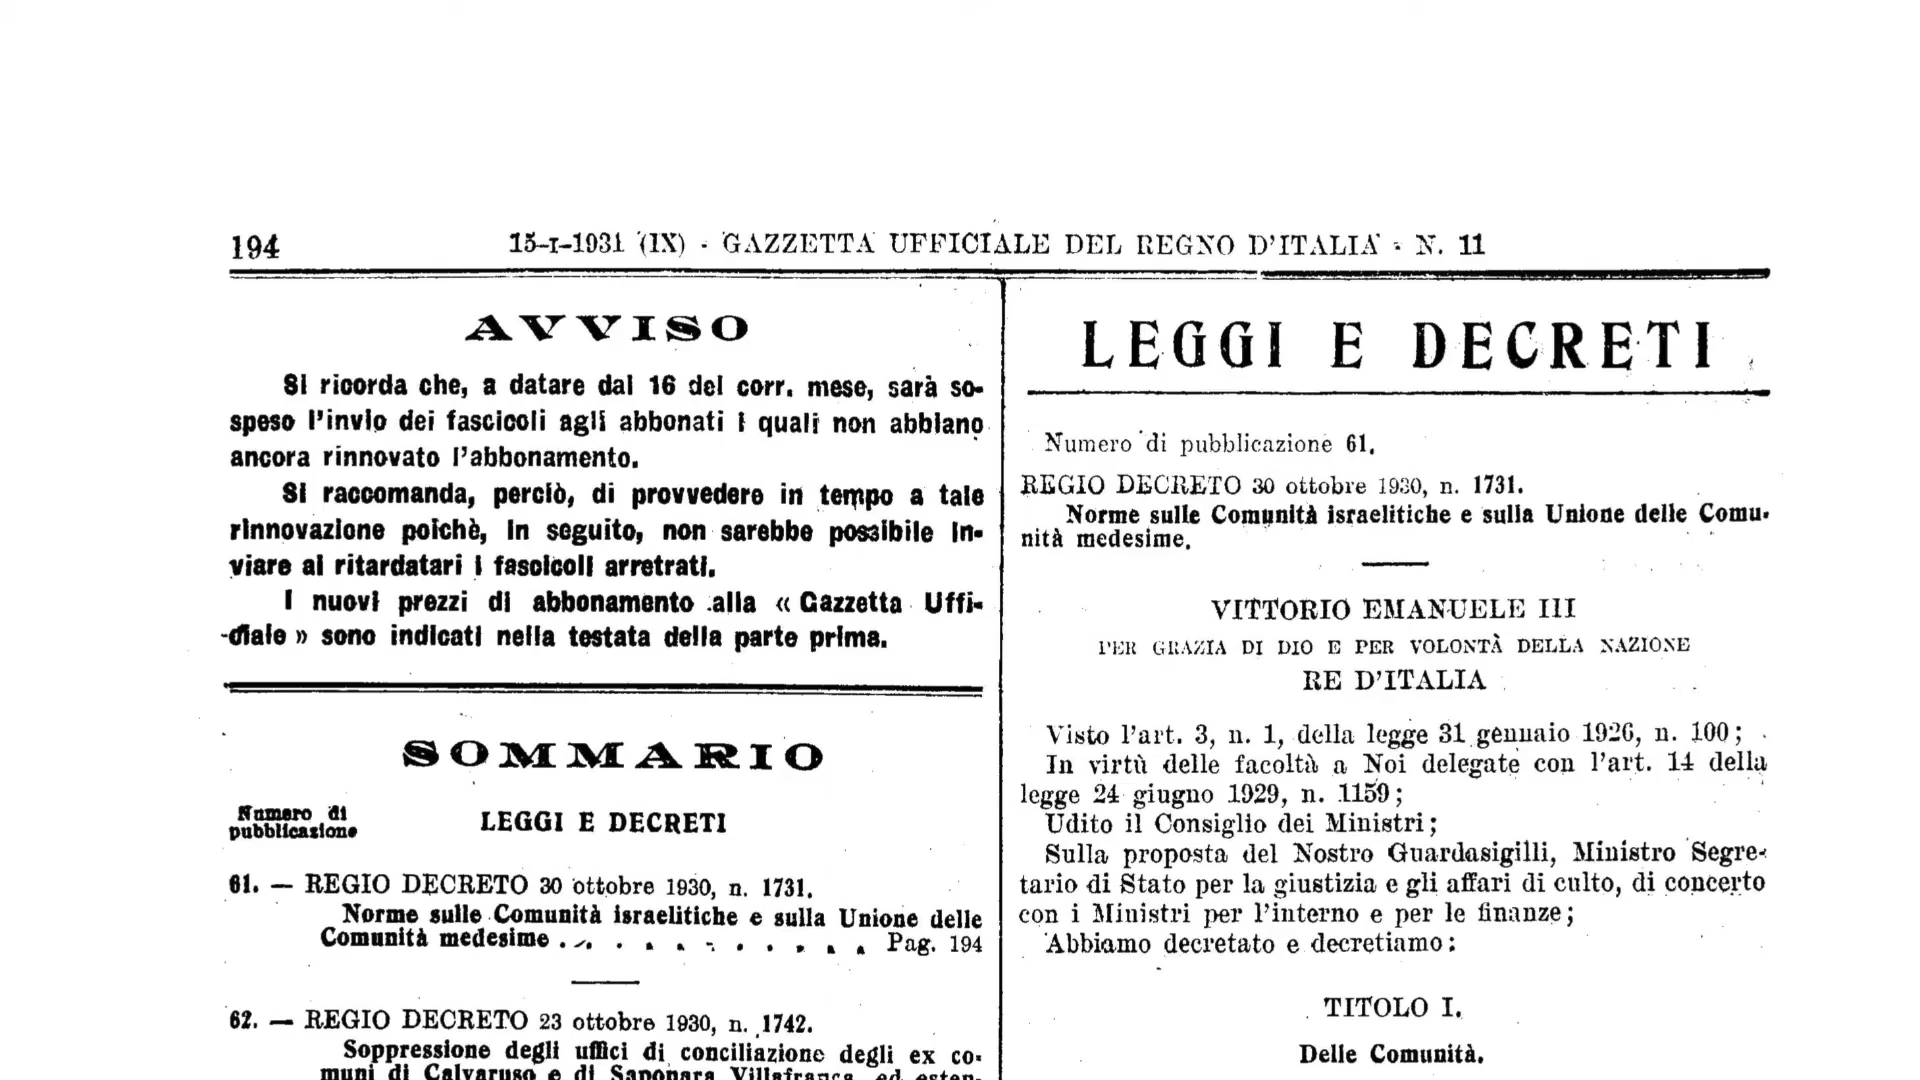 194
15-I-1931 (IX) - GAZZETTA UFFICIALE DEL REGNO D'ITALIA - N. 11
AVVISO
Si ricorda che, a datare dal 16 del corr. mese, sarà so-
speso l'invio dei fascicoli agli abbonati i quali non abbiano
ancora rinnovato l'abbonamento.
Si raccomanda, perciò, di provvedere in tempo a tale
rinnovazione poichè, in seguito, non sarebbe possibile in-
viare ai ritardatari i fascicoli arretrati.
I nuovi prezzi di abbonamento alla « Gazzetta Uffi-
ciale » sono indicati nella testata della parte prima.
SOMMARIO
Numero di
pubblicazione
LEGGI E DECRETI
61. — REGIO DECRETO 30 ottobre 1930, n. 1731.
Norme sulle Comunità israelitiche e sulla Unione delle
Comunità medesime . . . . . . . . . . . Pag. 194
62. — REGIO DECRETO 23 ottobre 1930, n. 1742.
Soppressione degli uffici di conciliazione degli ex co-
muni di Calvaruso e di Saponara Villafranca, ed esten-
LEGGI E DECRETI
Numero di pubblicazione 61.
REGIO DECRETO 30 ottobre 1930, n. 1731.
Norme sulle Comunità israelitiche e sulla Unione delle Comu-
nità medesime.
VITTORIO EMANUELE III
PER GRAZIA DI DIO E PER VOLONTÀ DELLA NAZIONE
RE D'ITALIA
Visto l'art. 3, n. 1, della legge 31 gennaio 1926, n. 100;
In virtù delle facoltà a Noi delegate con l'art. 14 della
legge 24 giugno 1929, n. 1159;
Udito il Consiglio dei Ministri;
Sulla proposta del Nostro Guardasigilli, Ministro Segre-
tario di Stato per la giustizia e gli affari di culto, di concerto
con i Ministri per l'interno e per le finanze;
Abbiamo decretato e decretiamo:
TITOLO I.
Delle Comunità.